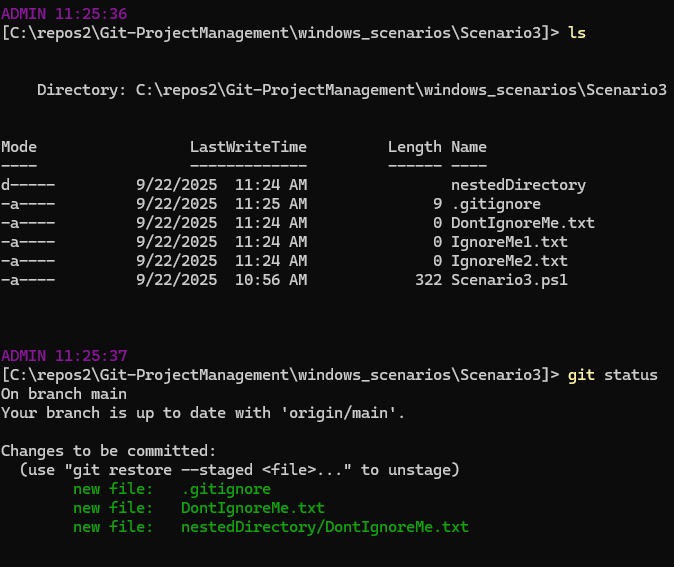 ADMIN 11:25:36
[C:\repos2\Git-ProjectManagement\windows_scenarios\Scenario3]> ls
Directory: C:\repos2\Git-ProjectManagement\windows_scenarios\Scenario3
Mode LastWriteTime Length Name
---- ------------- ------ ----
d----- 9/22/2025 11:24 AM nestedDirectory
-a---- 9/22/2025 11:25 AM 9 .gitignore
-a---- 9/22/2025 11:24 AM 0 DontIgnoreMe.txt
-a---- 9/22/2025 11:24 AM 0 IgnoreMe1.txt
-a---- 9/22/2025 11:24 AM 0 IgnoreMe2.txt
-a---- 9/22/2025 10:56 AM 322 Scenario3.ps1
ADMIN 11:25:37
[C:\repos2\Git-ProjectManagement\windows_scenarios\Scenario3]> git status
On branch main
Your branch is up to date with 'origin/main'.
Changes to be committed:
(use "git restore --staged <file>..." to unstage)
new file: .gitignore
new file: DontIgnoreMe.txt
new file: nestedDirectory/DontIgnoreMe.txt